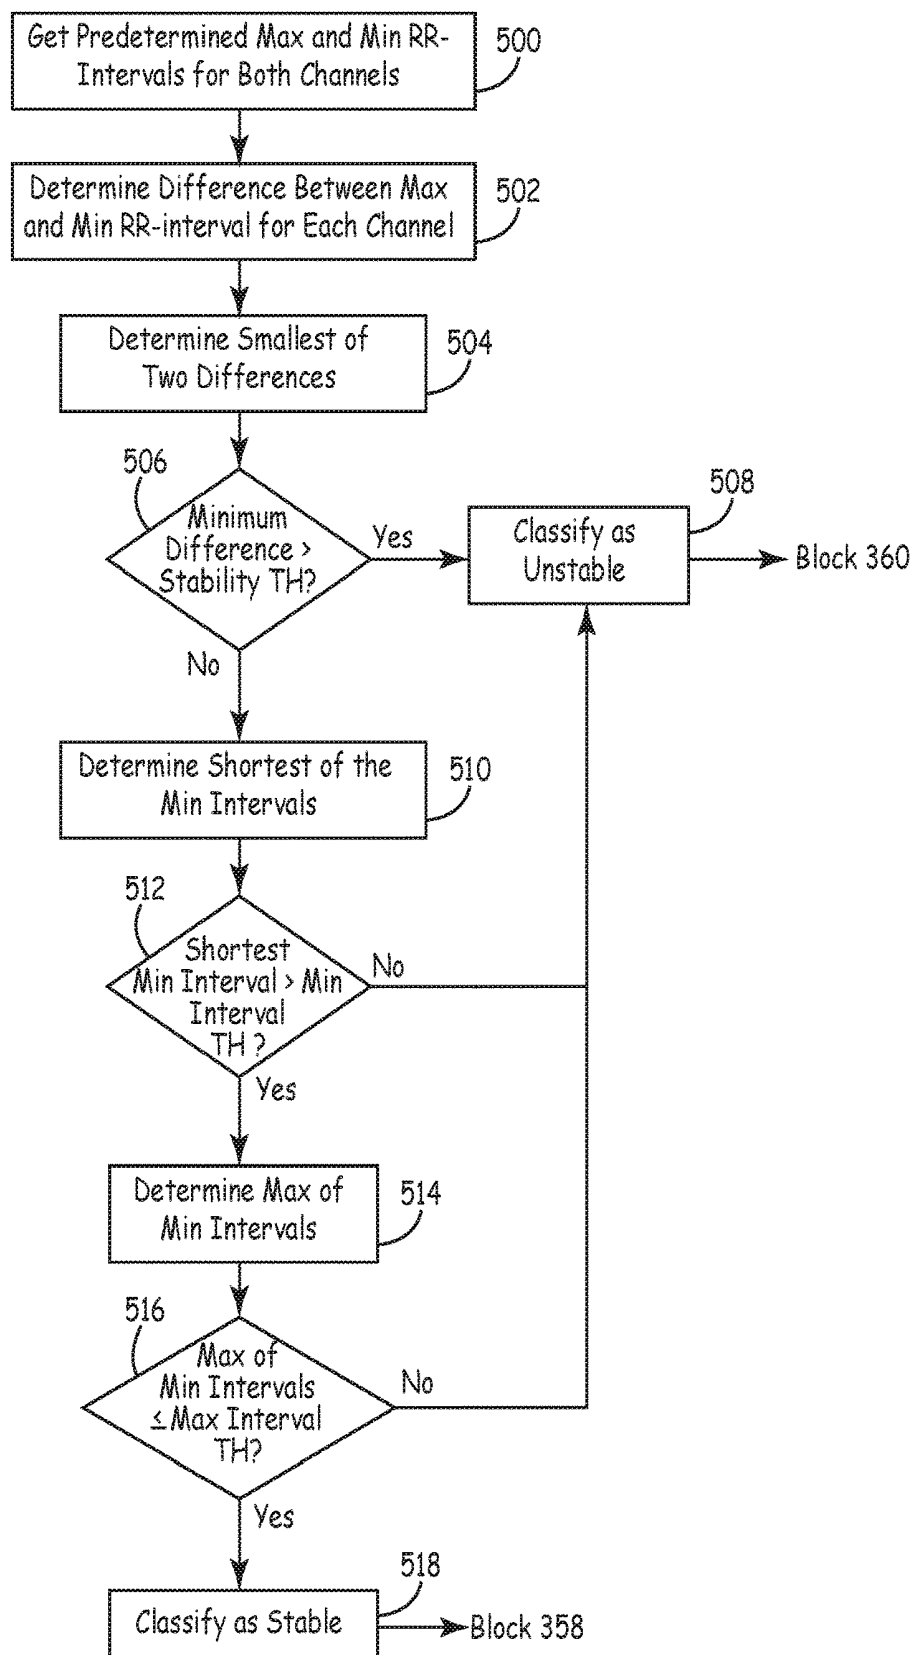 Get Predetermined Max and Min RR-
Intervals for Both Channels
500
Determine Difference Between Max
and Min RR-interval for Each Channel
502
Determine Smallest of
Two Differences
504
506
Minimum
Difference >
Stability TH?
Yes
No
Classify as
Unstable
508
Block 360
Determine Shortest of the
Min Intervals
510
512
Shortest
Min Interval > Min
Interval
TH ?
No
Yes
Determine Max of
Min Intervals
514
516
Max of
Min Intervals
≤ Max Interval
TH?
No
Yes
Classify as Stable
518
Block 358